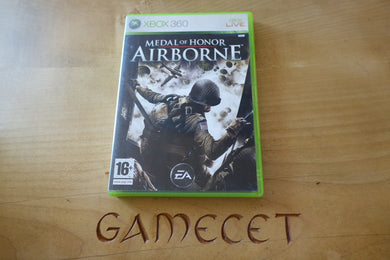 XBOX 360
LIVE
MEDAL OF HONOR
AIRBORNE
16+
EA
GAMECET